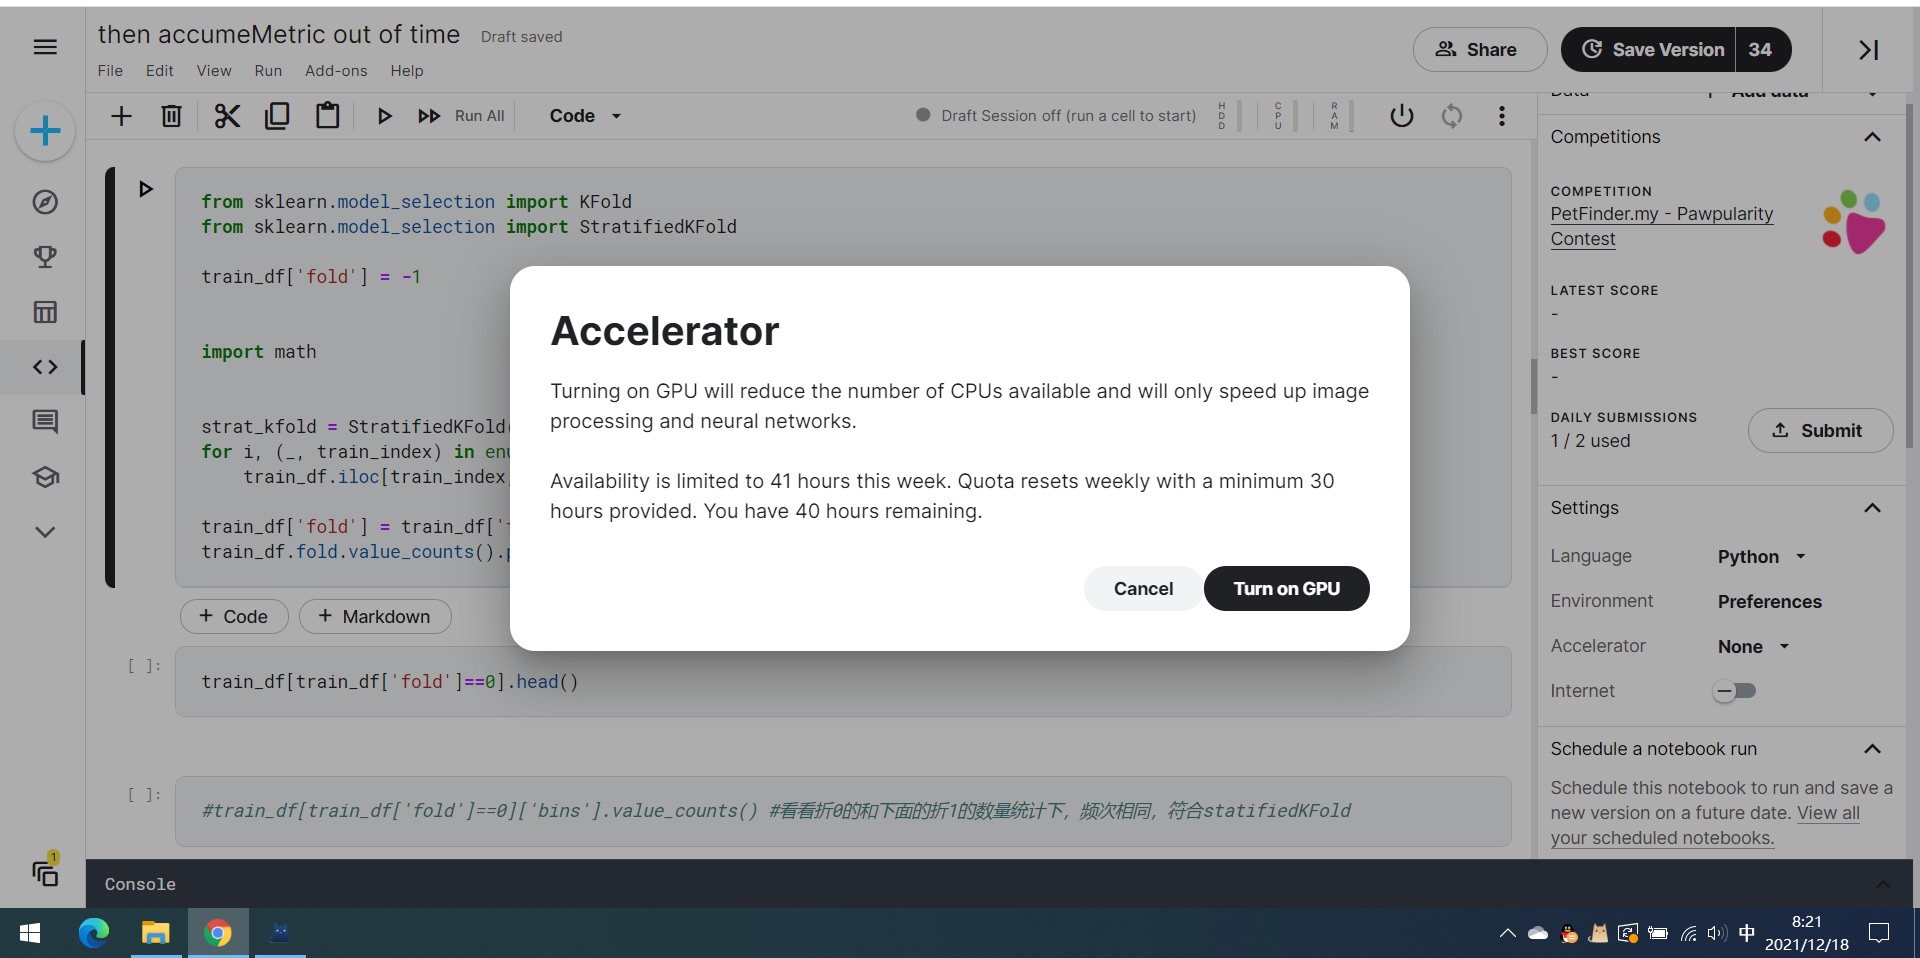 then accumeMetric out of time
Draft saved
File Edit View Run Add-ons Help
Share
Save Version 34
Run All
Code
Draft Session off (run a cell to start)
HDD
CPU
RAM
Data
Add data
from sklearn.model_selection import KFold
from sklearn.model_selection import StratifiedKFold
train_df['fold'] = -1
import math
strat_kfold = StratifiedKFold(
for i, (_, train_index) in enu
train_df.iloc[train_index,
train_df['fold'] = train_df['
train_df.fold.value_counts().p
+ Code
+ Markdown
[ ]:
train_df[train_df['fold']==0].head()
[ ]:
#train_df[train_df['fold']==0]['bins'].value_counts() #看看折0的和下面的折1的数量统计下，频次相同，符合statifiedKFold
Accelerator
Turning on GPU will reduce the number of CPUs available and will only speed up image
processing and neural networks.
Availability is limited to 41 hours this week. Quota resets weekly with a minimum 30
hours provided. You have 40 hours remaining.
Cancel
Turn on GPU
Competitions
COMPETITION
PetFinder.my - Pawpularity
Contest
LATEST SCORE
-
BEST SCORE
-
DAILY SUBMISSIONS
1 / 2 used
Submit
Settings
Language Python
Environment Preferences
Accelerator None
Internet
Schedule a notebook run
Schedule this notebook to run and save a
new version on a future date. View all
your scheduled notebooks.
1
Console
中
8:21
2021/12/18